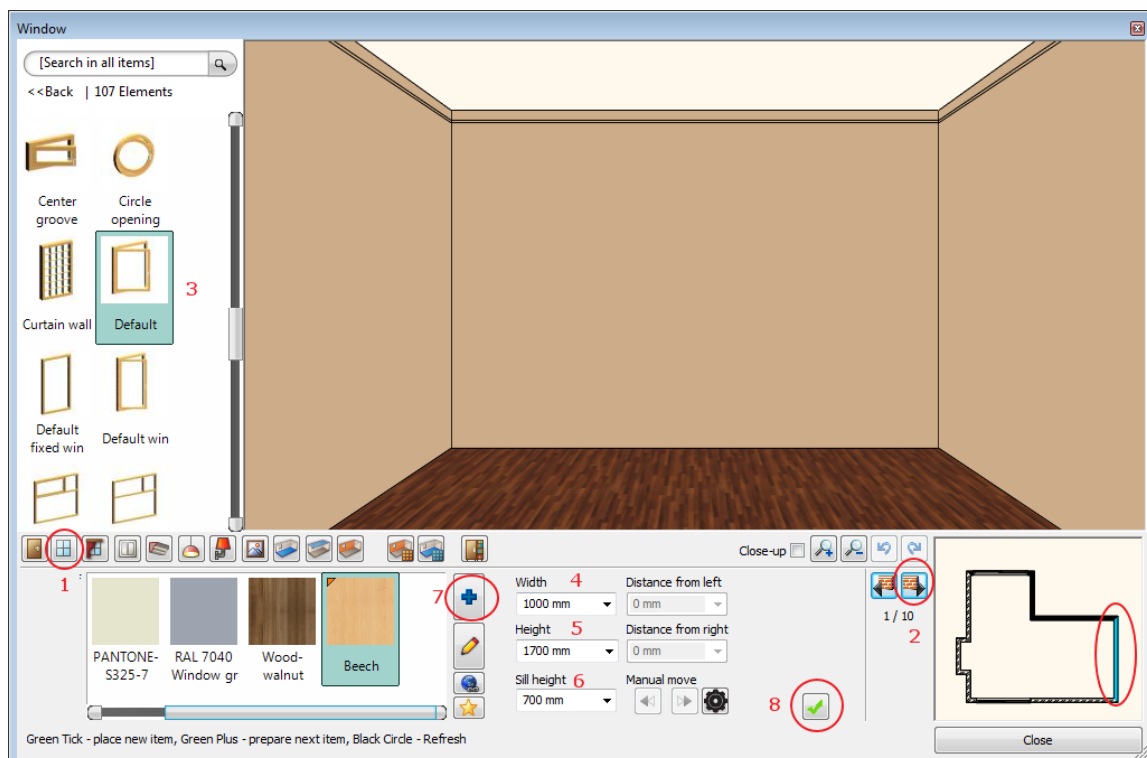 Window
[Search in all items]
<<Back | 107 Elements
Center
groove
Circle
opening
Curtain wall
Default
3
Default
fixed win
Default win
1
Close-up
PANTONE-
S325-7
RAL 7040
Window gr
Wood-
walnut
Beech
7
Width 4
1000 mm
Height 5
1700 mm
Sill height 6
700 mm
Distance from left
0 mm
Distance from right
0 mm
Manual move
8
1 / 10
2
Green Tick - place new item, Green Plus - prepare next item, Black Circle - Refresh
Close